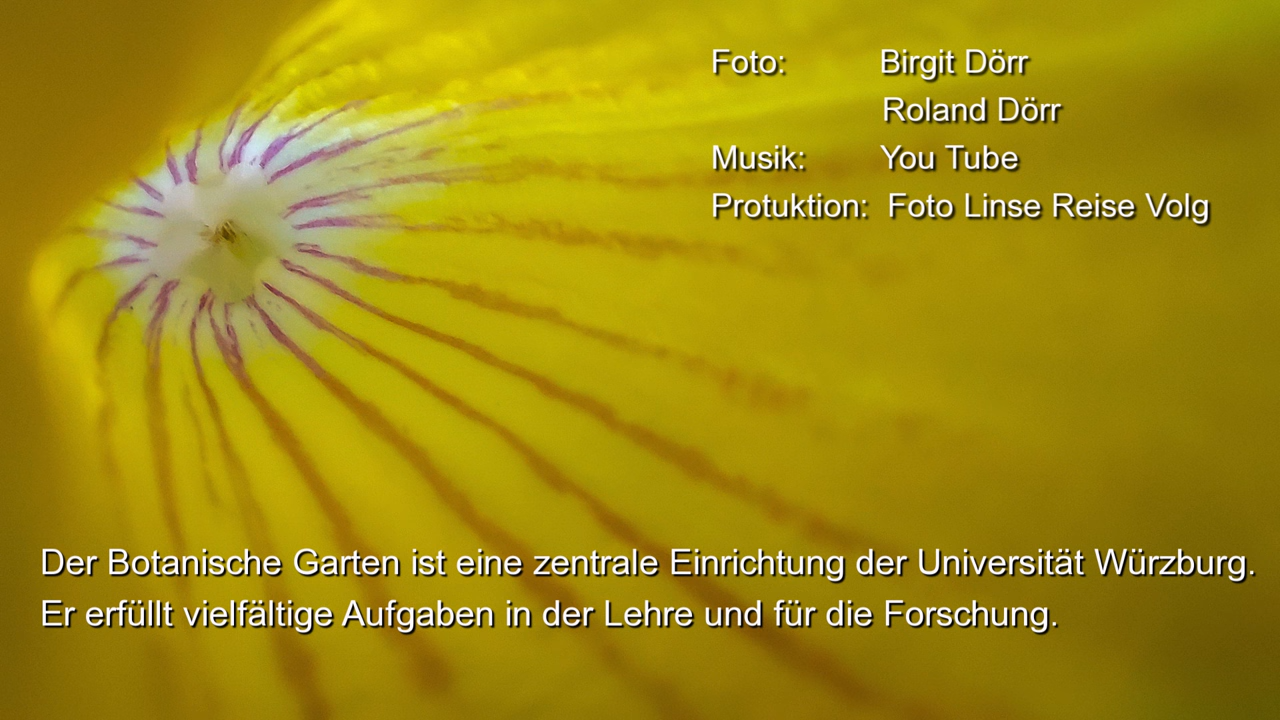 Foto: Birgit Dörr
Roland Dörr
Musik: You Tube
Protuktion: Foto Linse Reise Volg
Der Botanische Garten ist eine zentrale Einrichtung der Universität Würzburg.
Er erfüllt vielfältige Aufgaben in der Lehre und für die Forschung.